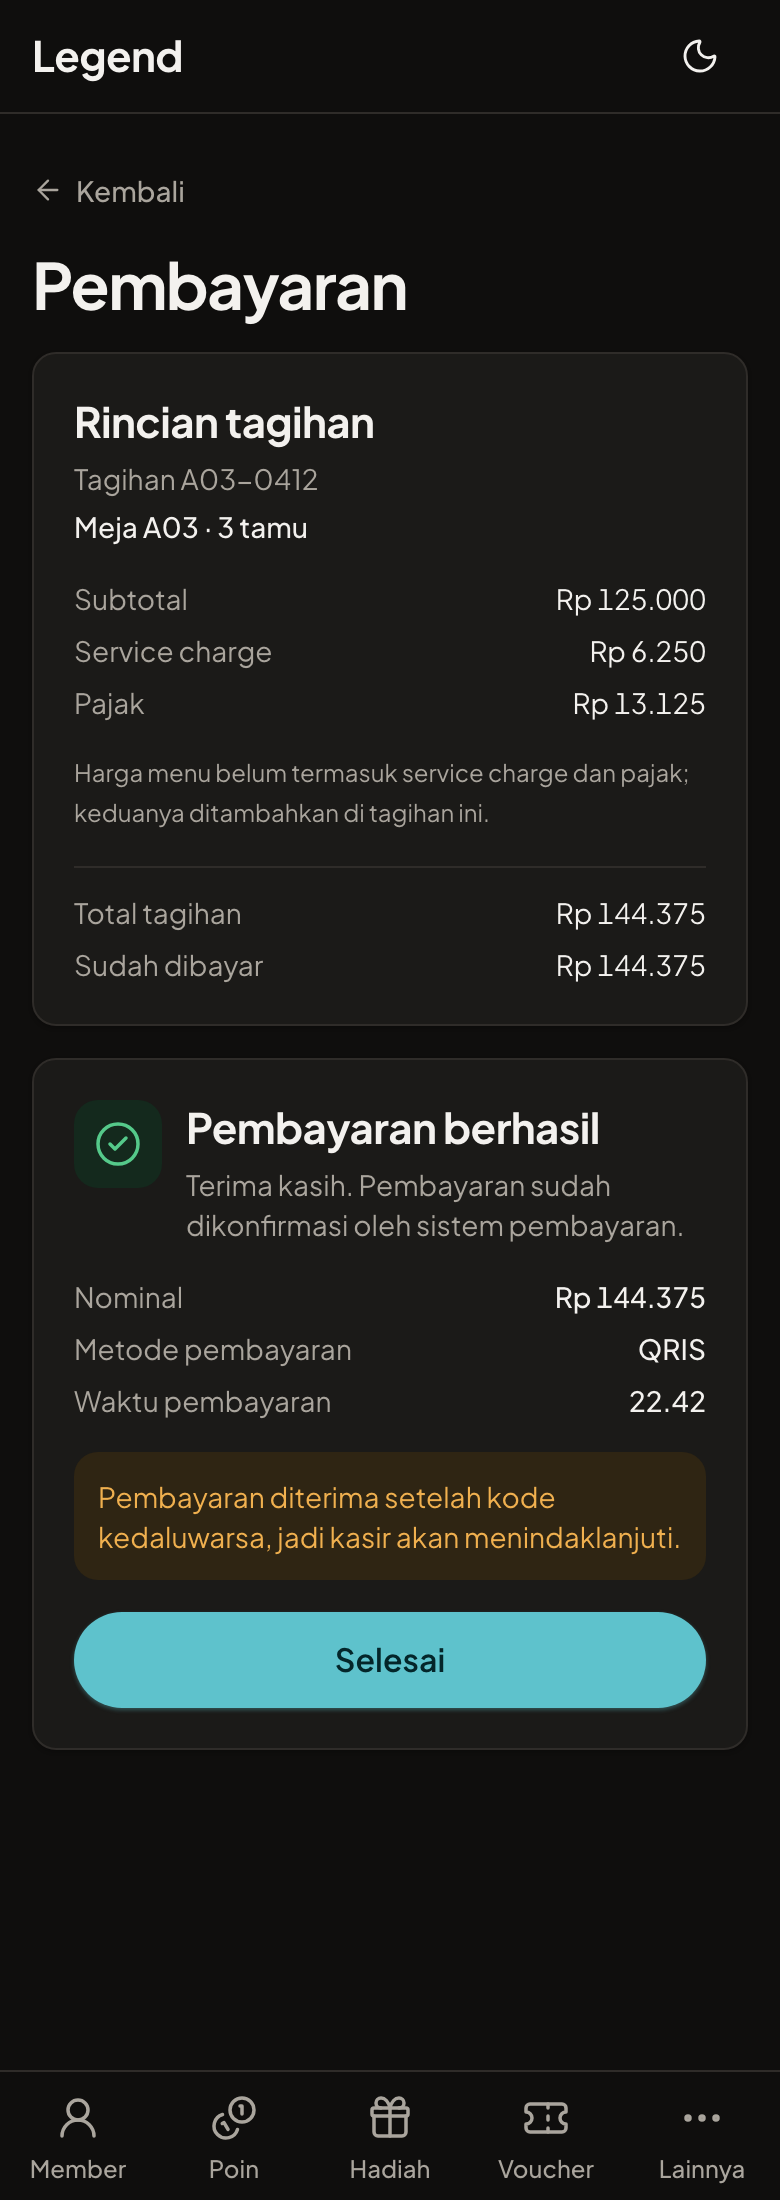 Legend
Kembali
Pembayaran
Rincian tagihan
Tagihan A03-0412
Meja A03 · 3 tamu
Subtotal Rp 125.000
Service charge Rp 6.250
Pajak Rp 13.125
Harga menu belum termasuk service charge dan pajak;
keduanya ditambahkan di tagihan ini.
Total tagihan Rp 144.375
Sudah dibayar Rp 144.375
Pembayaran berhasil
Terima kasih. Pembayaran sudah
dikonfirmasi oleh sistem pembayaran.
Nominal Rp 144.375
Metode pembayaran QRIS
Waktu pembayaran 22.42
Pembayaran diterima setelah kode
kedaluwarsa, jadi kasir akan menindaklanjuti.
Selesai
Member Poin Hadiah Voucher Lainnya